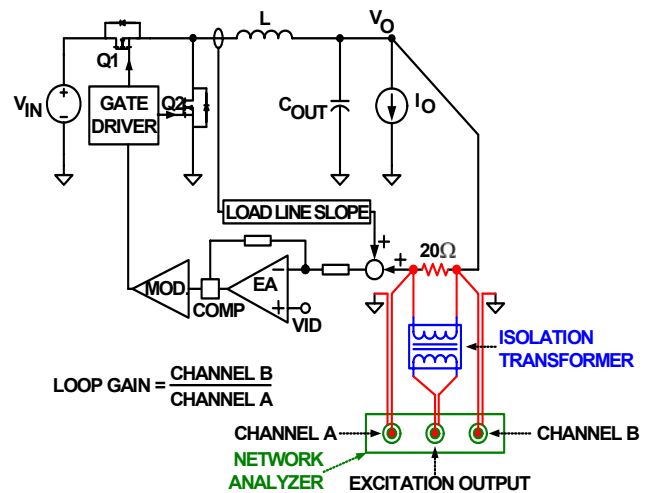 L
V_O
Q1
Q2
V_IN
+
−
GATE
DRIVER
C_OUT
I_O
LOAD LINE SLOPE
+
+
20Ω
MOD.
COMP
EA
−
+
VID
ISOLATION
TRANSFORMER
LOOP GAIN = CHANNEL B
CHANNEL A
CHANNEL A
CHANNEL B
NETWORK
ANALYZER
EXCITATION OUTPUT